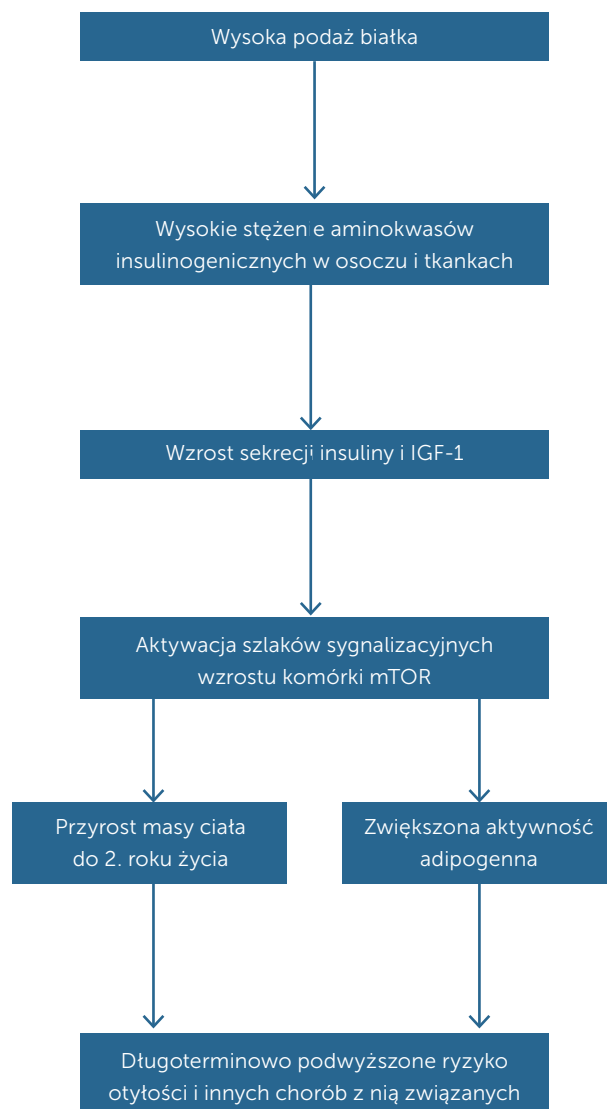 Wysoka podaż białka
Wysokie stężenie aminokwasów
insulinogenicznych w osoczu i tkankach
Wzrost sekrecji insuliny i IGF-1
Aktywacja szlaków sygnalizacyjnych
wzrostu komórki mTOR
Przyrost masy ciała
do 2. roku życia
Zwiększona aktywność
adipogenna
Długoterminowo podwyższone ryzyko
otyłości i innych chorób z nią związanych